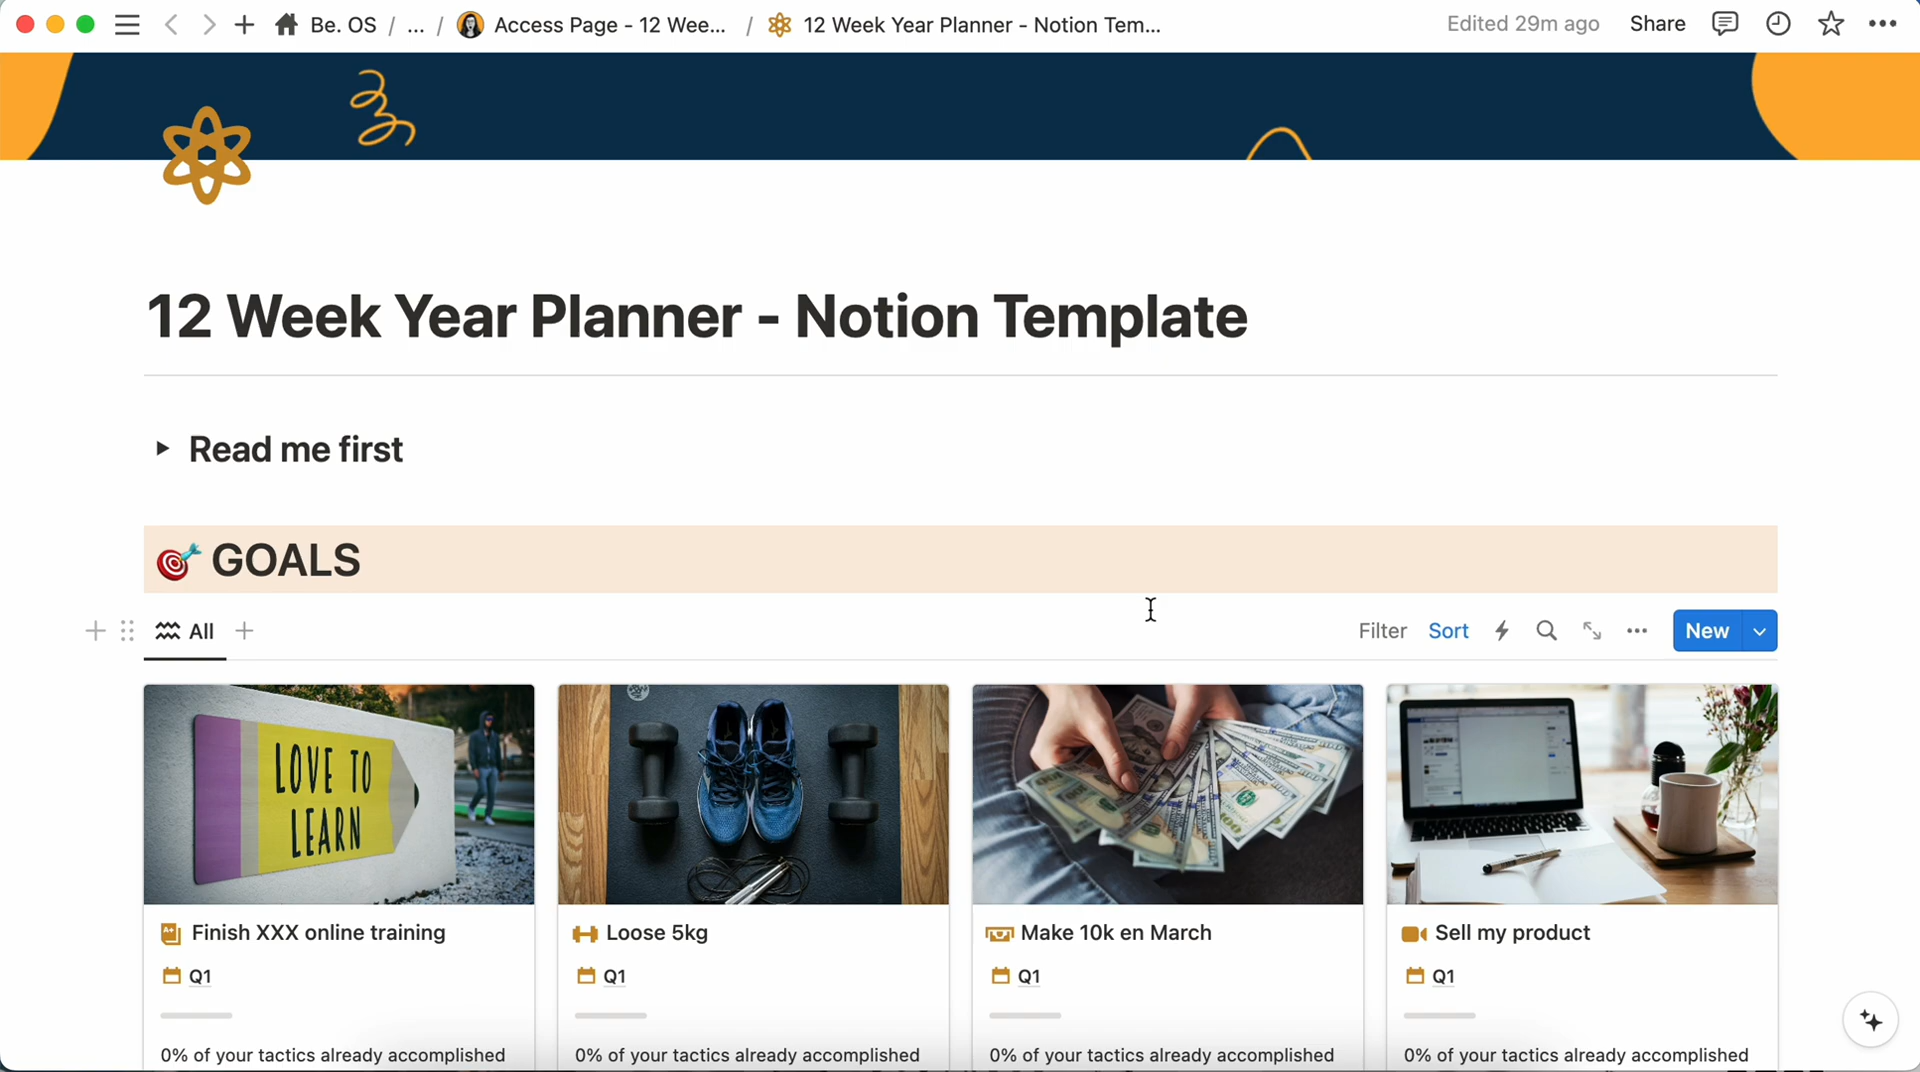 Be. OS / ... / Access Page - 12 Wee... / 12 Week Year Planner - Notion Tem... Edited 29m ago Share
12 Week Year Planner - Notion Template
Read me first
GOALS
All Filter Sort New
LOVE TO
LEARN
Finish XXX online training
Q1
0% of your tactics already accomplished
Loose 5kg
Q1
0% of your tactics already accomplished
Make 10k en March
Q1
0% of your tactics already accomplished
Sell my product
Q1
0% of your tactics already accomplished